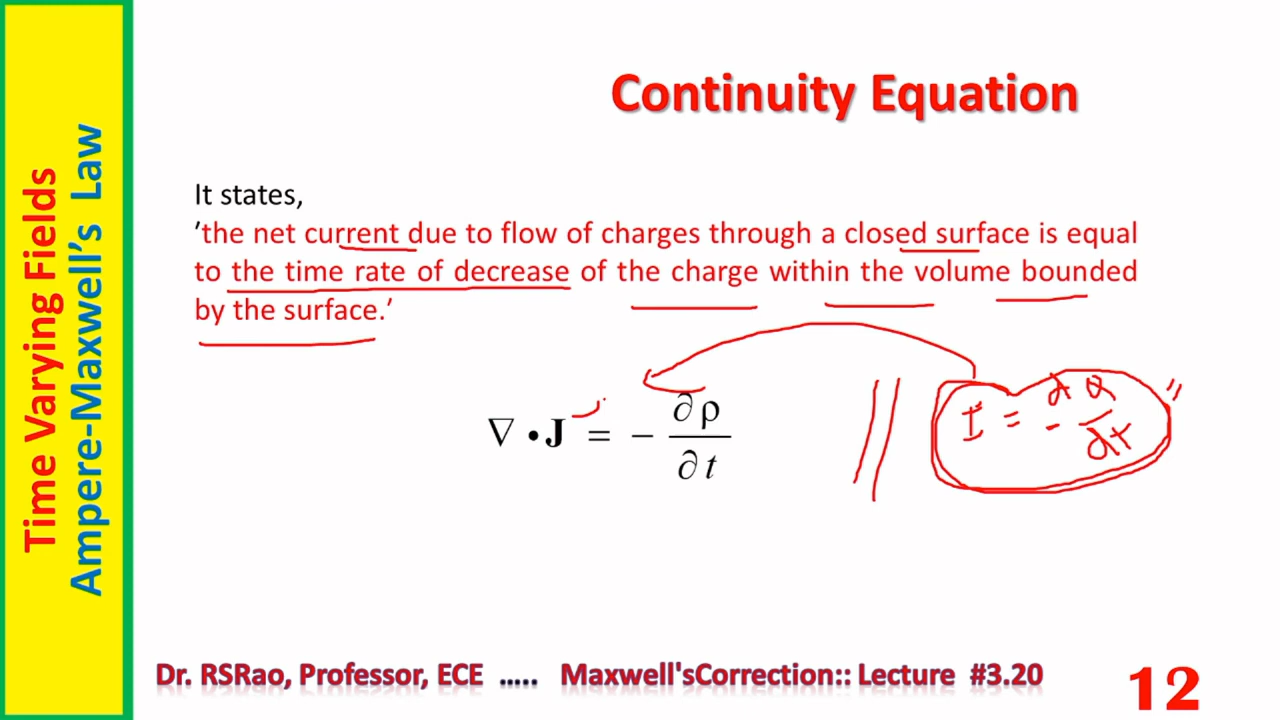 Time Varying Fields
Ampere-Maxwell’s Law
Continuity Equation
It states,
’the net current due to flow of charges through a closed surface is equal
to the time rate of decrease of the charge within the volume bounded
by the surface.’
∇ • J = − ∂ρ / ∂t
I = - dQ / dt
Dr. RSRao, Professor, ECE ..... Maxwell'sCorrection:: Lecture #3.20
12